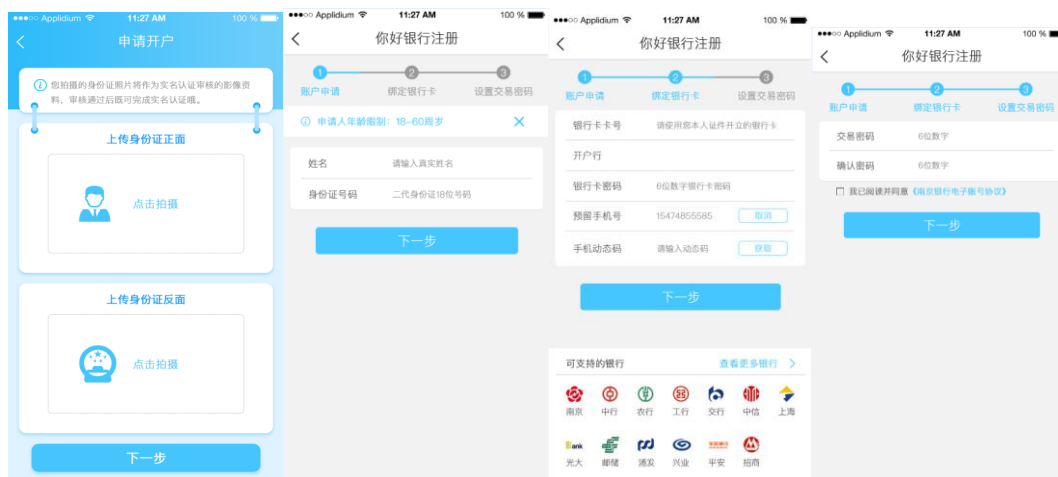 Applidium 11:27 AM 100 %
申请开户
您拍摄的身份证照片将作为实名认证审核的影像资
料，审核通过后既可完成实名认证哦。
上传身份证正面
点击拍摄
上传身份证反面
点击拍摄
下一步
Applidium 11:27 AM 100 %
你好银行注册
1 2 3
账户申请 绑定银行卡 设置交易密码
申请人年龄限制：18-60周岁
姓名 请输入真实姓名
身份证号码 二代身份证18位号码
下一步
Applidium 11:27 AM 100 %
你好银行注册
1 2 3
账户申请 绑定银行卡 设置交易密码
银行卡卡号 请使用您本人证件开立的银行卡
开户行
银行卡密码 6位数字银行卡密码
预留手机号 15474855585 取消
手机动态码 请输入动态码 获取
下一步
可支持的银行 查看更多银行
南京 中行 农行 工行 交行 中信 上海
Bank
光大 邮储 浦发 兴业 平安 招商
Applidium 11:27 AM 100 %
你好银行注册
1 2 3
账户申请 绑定银行卡 设置交易密码
交易密码 6位数字
确认密码 6位数字
我已阅读并同意《南京银行电子账号协议》
下一步